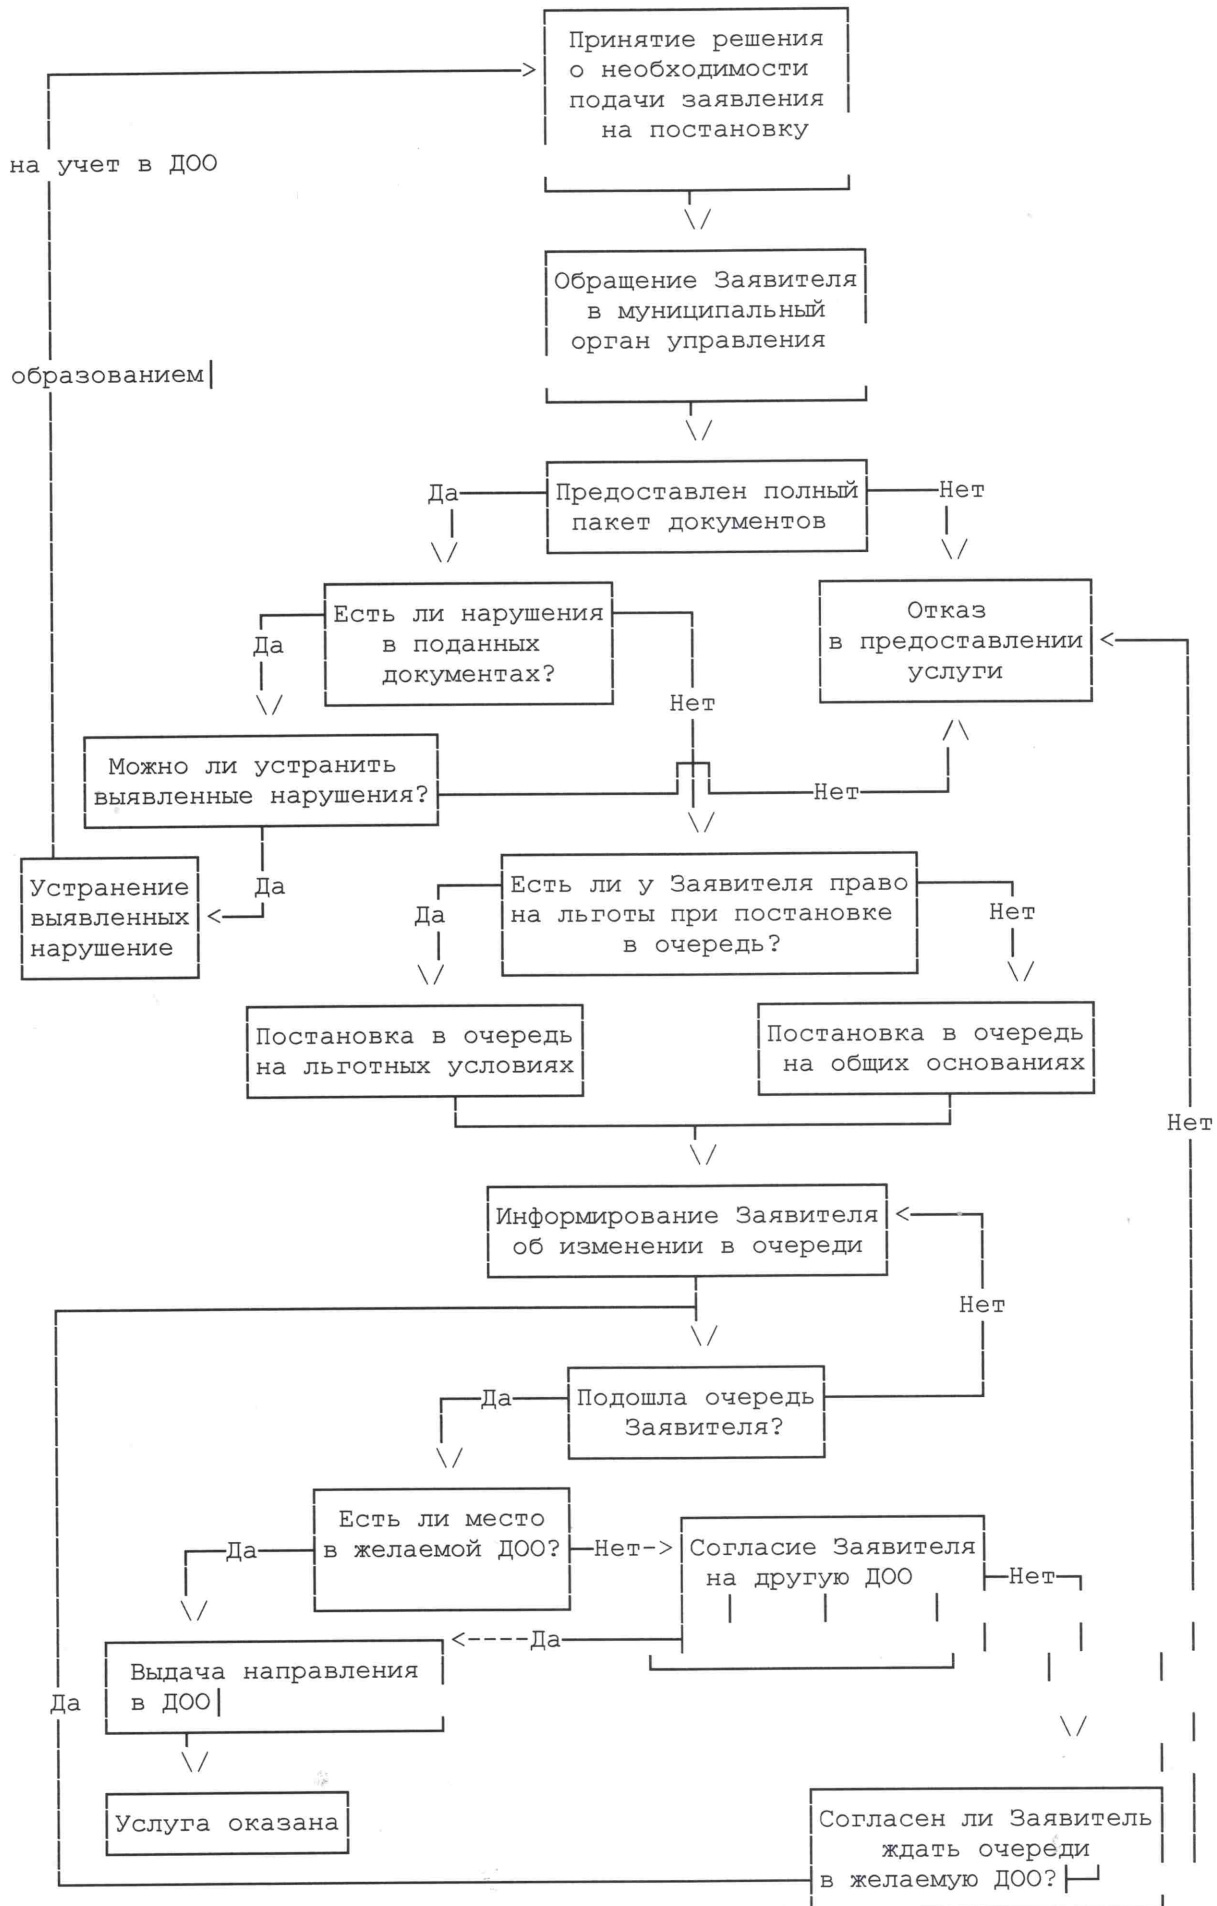 Принятие решения
о необходимости
подачи заявления
на постановку
на учет в ДОО
Обращение Заявителя
в муниципальный
орган управления
образованием
Да
Предоставлен полный
Нет
пакет документов
Есть ли нарушения
в поданных
документах?
Да
Нет
Отказ
в предоставлении
услуги
Можно ли устранить
выявленные нарушения?
Нет
Да
Устранение
выявленных
нарушение
Есть ли у Заявителя право
на льготы при постановке
в очередь?
Да
Нет
Постановка в очередь
на льготных условиях
Постановка в очередь
на общих основаниях
Нет
Информирование Заявителя
об изменении в очереди
Нет
Да
Подошла очередь
Заявителя?
Есть ли место
в желаемой ДОО?
Да
Нет
Согласие Заявителя
на другую ДОО
Нет
Да
Выдача направления
в ДОО
Да
Услуга оказана
Согласен ли Заявитель
ждать очереди
в желаемую ДОО?